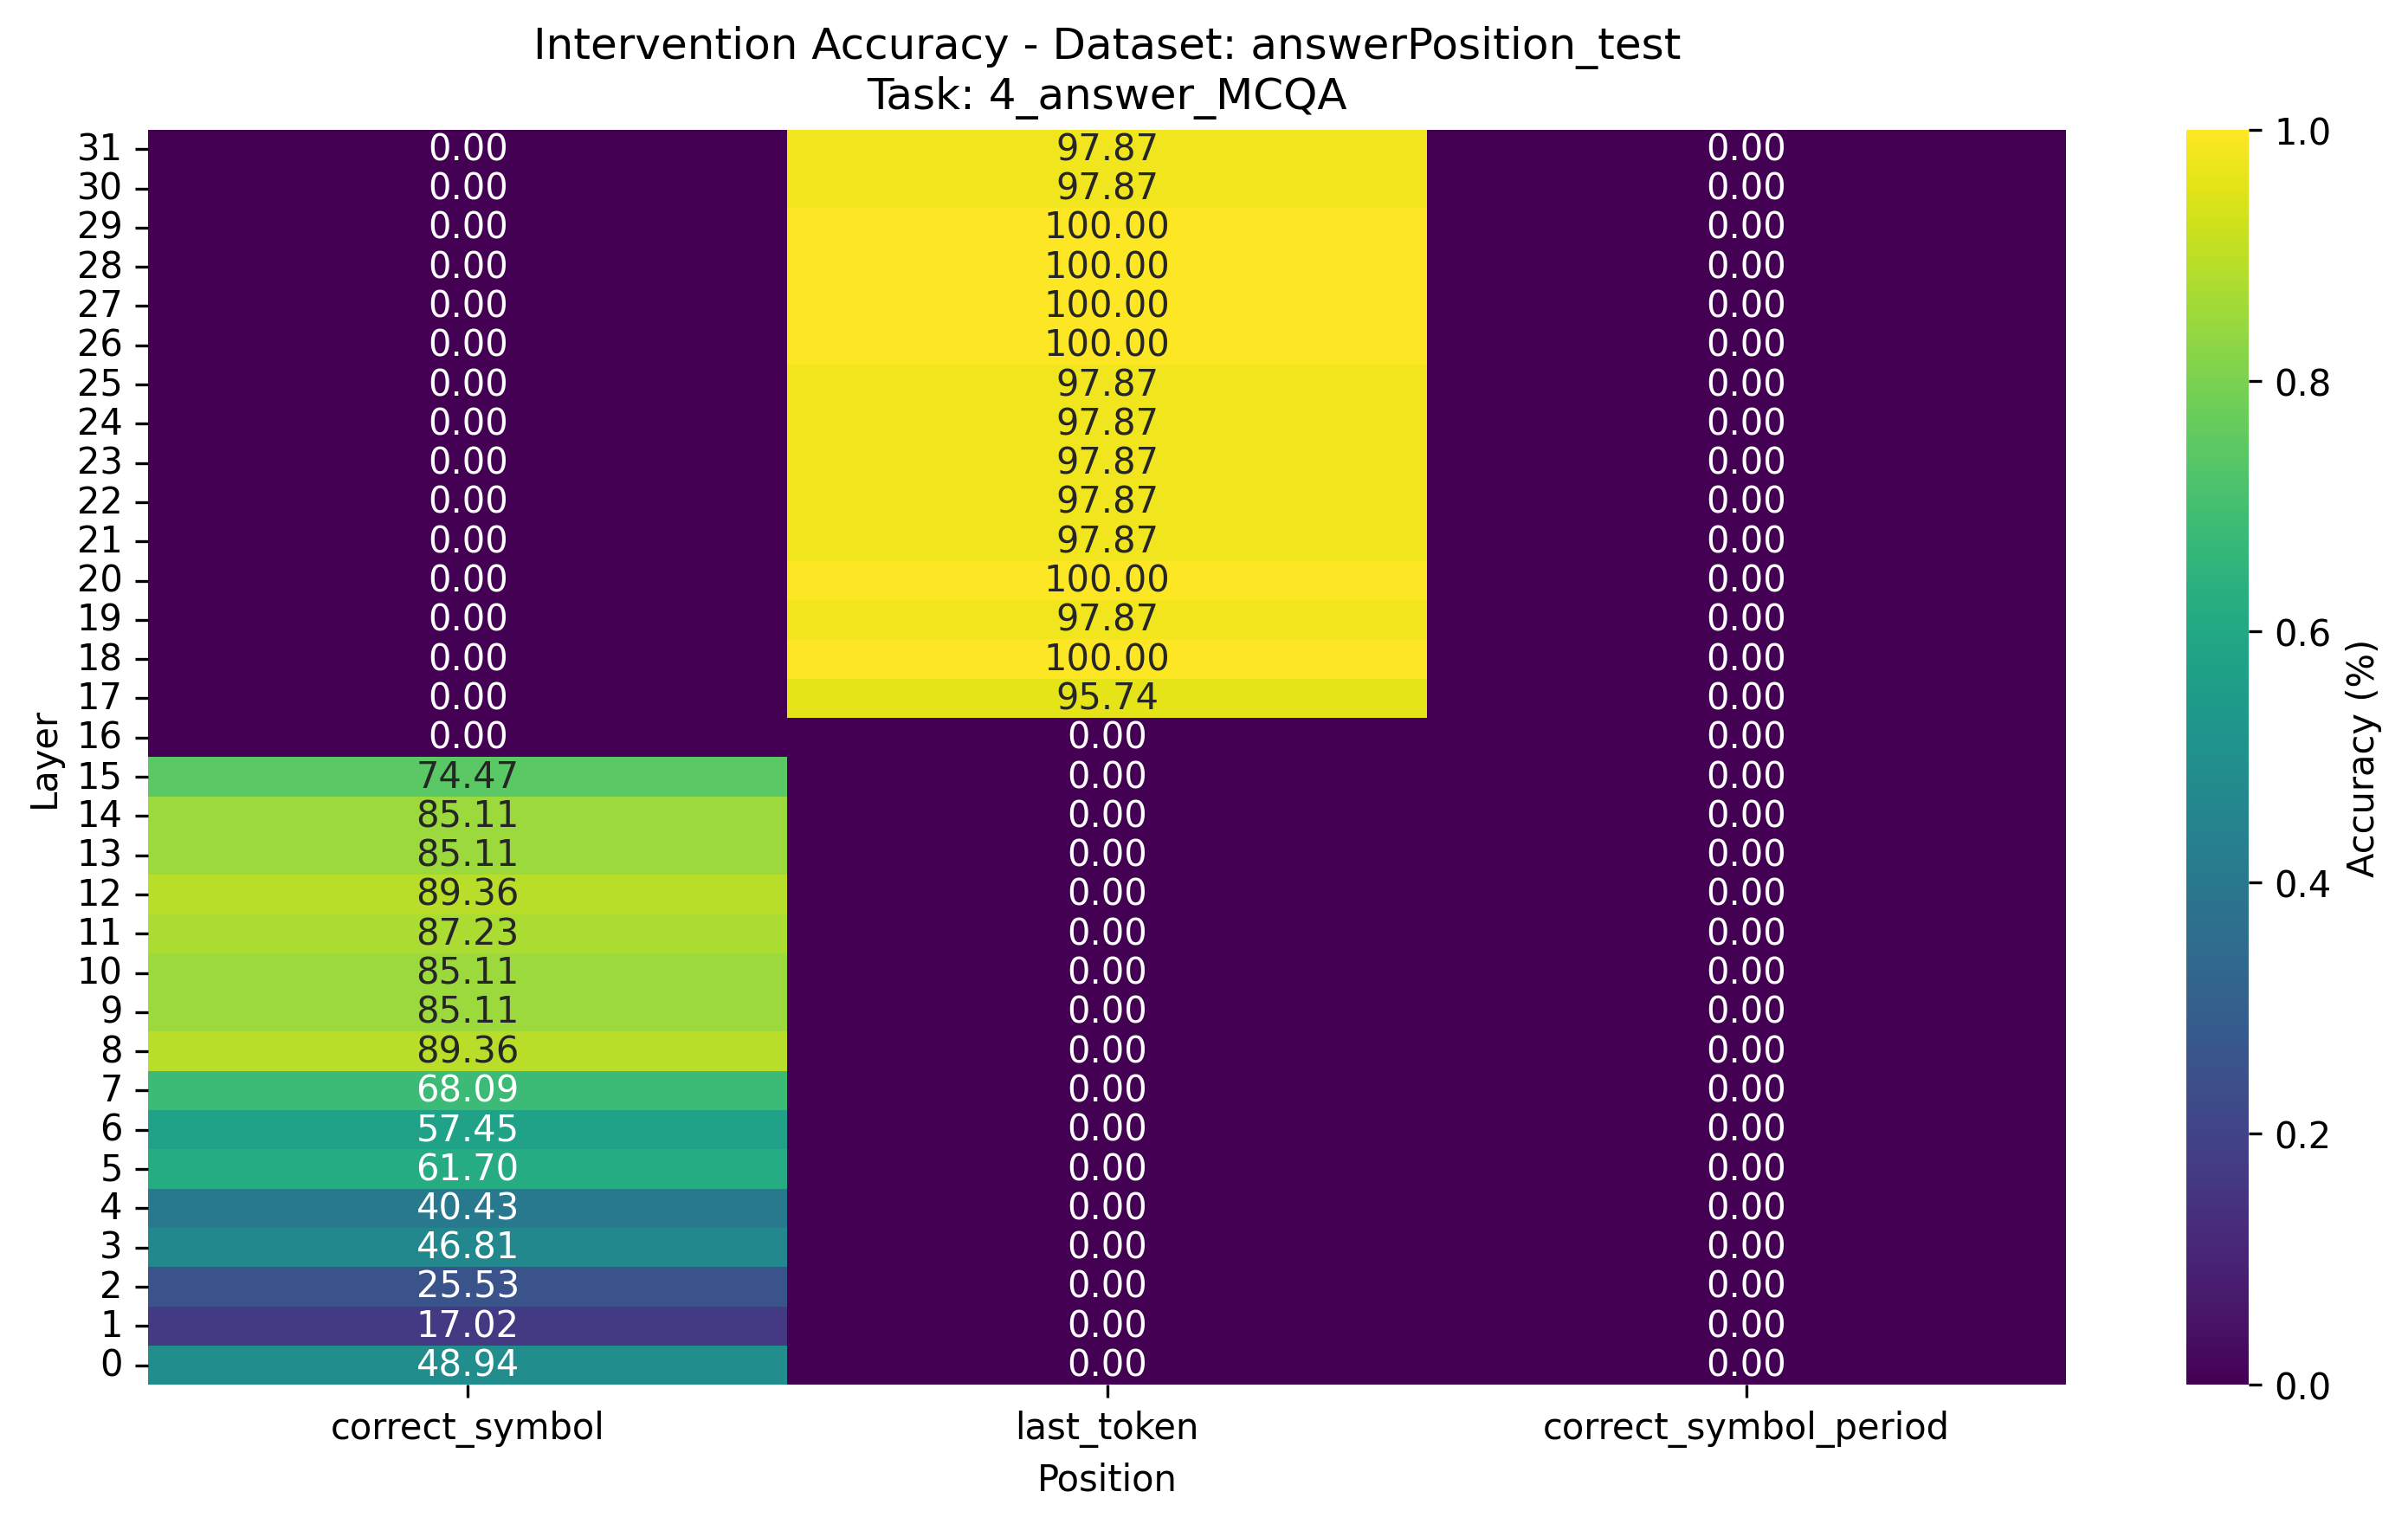 Intervention Accuracy - Dataset: answerPosition_test
Task: 4_answer_MCQA
31 0.00 97.87 0.00 1.0
30 0.00 97.87 0.00
29 0.00 100.00 0.00
28 0.00 100.00 0.00
27 0.00 100.00 0.00
26 0.00 100.00 0.00
25 0.00 97.87 0.00 0.8
24 0.00 97.87 0.00
23 0.00 97.87 0.00
22 0.00 97.87 0.00
21 0.00 97.87 0.00
20 0.00 100.00 0.00
19 0.00 97.87 0.00 0.6
18 0.00 100.00 0.00
17 0.00 95.74 0.00
16 0.00 0.00 0.00
15 74.47 0.00 0.00
14 85.11 0.00 0.00
13 85.11 0.00 0.00
12 89.36 0.00 0.00 0.4
11 87.23 0.00 0.00
10 85.11 0.00 0.00
9 85.11 0.00 0.00
8 89.36 0.00 0.00
7 68.09 0.00 0.00
6 57.45 0.00 0.00 0.2
5 61.70 0.00 0.00
4 40.43 0.00 0.00
3 46.81 0.00 0.00
2 25.53 0.00 0.00
1 17.02 0.00 0.00
0 48.94 0.00 0.00 0.0
Layer
Accuracy (%)
correct_symbol last_token correct_symbol_period
Position